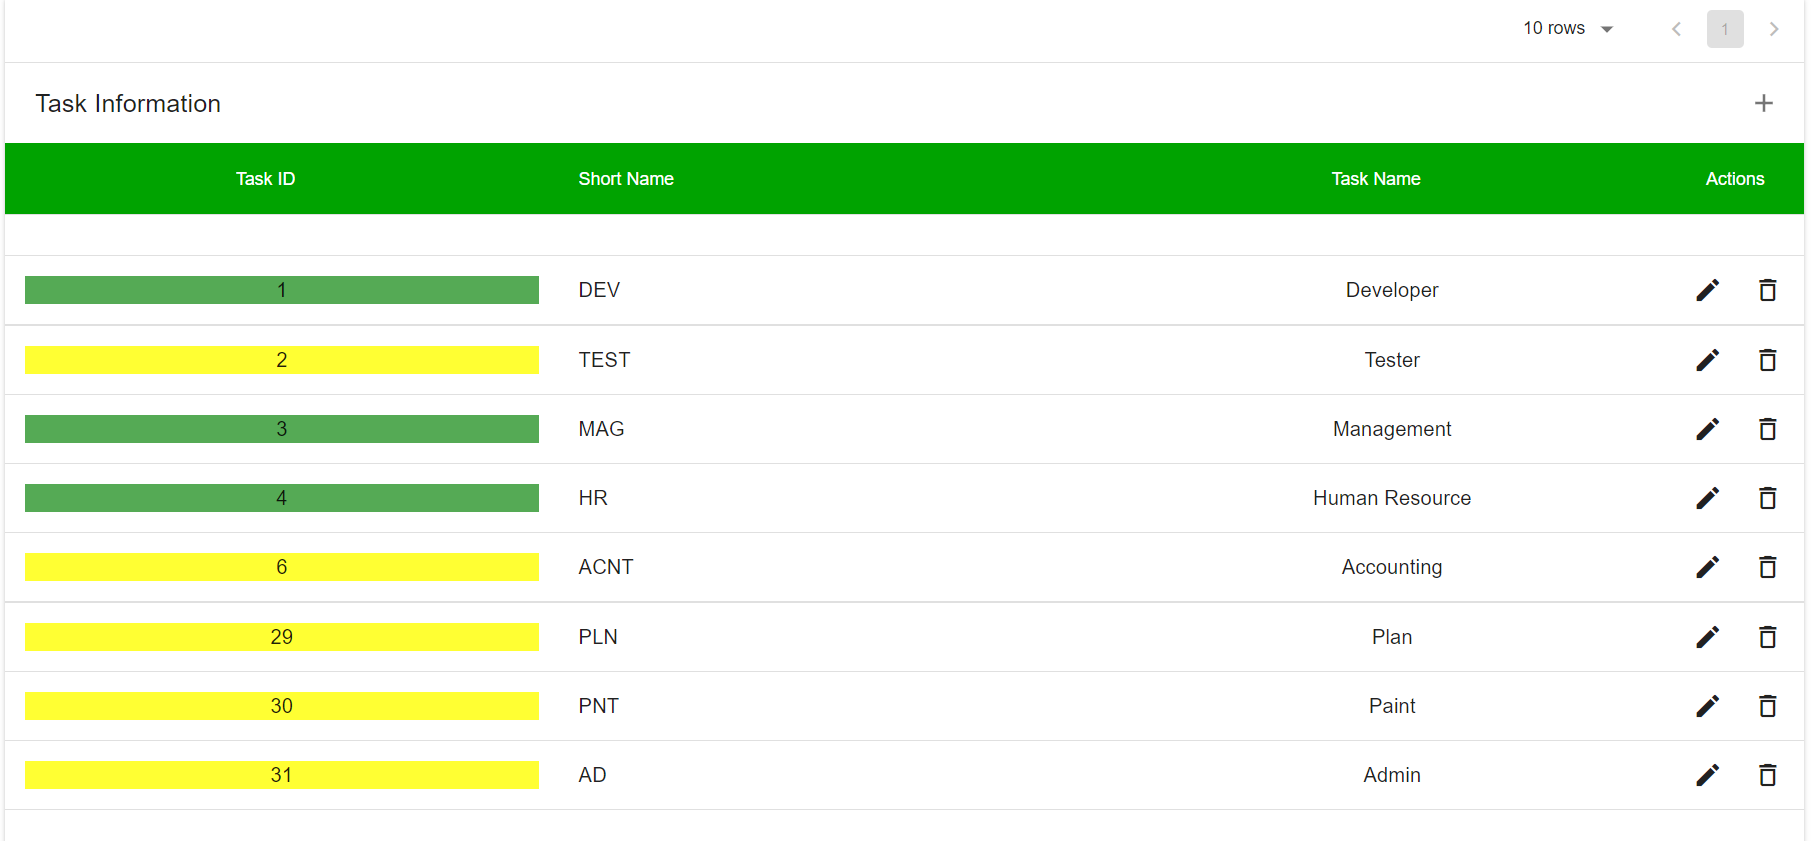 10 rows 1
Task Information
Task ID Short Name Task Name Actions
1 DEV Developer
2 TEST Tester
3 MAG Management
4 HR Human Resource
6 ACNT Accounting
29 PLN Plan
30 PNT Paint
31 AD Admin